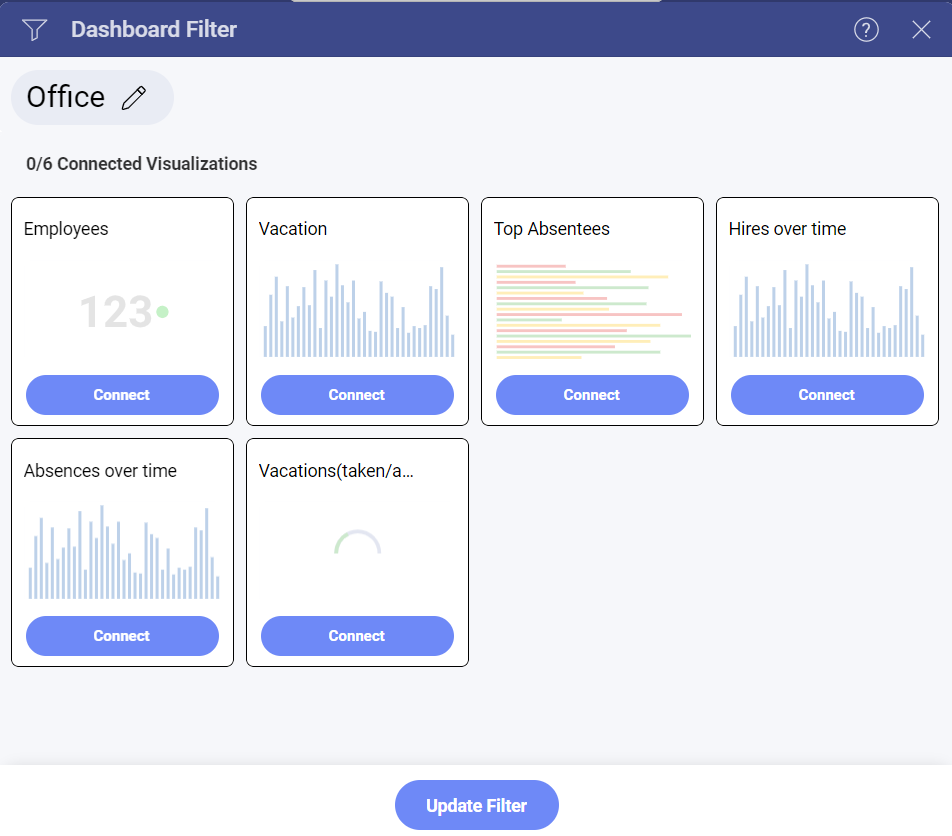 Dashboard Filter
?
Office
0/6 Connected Visualizations
Employees
Vacation
Top Absentees
Hires over time
123
Connect
Connect
Connect
Connect
Absences over time
Vacations(taken/a...
Connect
Connect
Update Filter